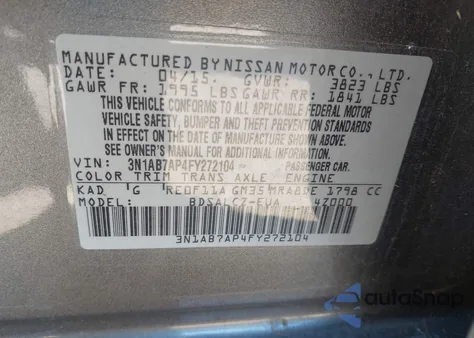 MANUFACTURED BY NISSAN MOTOR CO., LTD.
DATE: 04/15. GVWR: 3823 LBS
GAWR FR: 1995 LBS GAWR RR: 1841 LBS
THIS VEHICLE CONFORMS TO ALL APPLICABLE FEDERAL MOTOR
VEHICLE SAFETY, BUMPER, AND THEFT PREVENTION STANDARDS
IN EFFECT ON THE DATE OF MANUFACTURE SHOWN ABOVE.
SEE OWNER'S MANUAL FOR ADDITIONAL INFORMATION.
VIN: 3N1AB7AP4FY272104 PASSENGER CAR.
COLOR TRIM TRANS AXLE ENGINE
KAD G RE0F11A GM35 MRA8DE 1798 CC
MODEL: BDSALCZ-EUA 47000
3N1AB7AP4FY272104
autoSnap